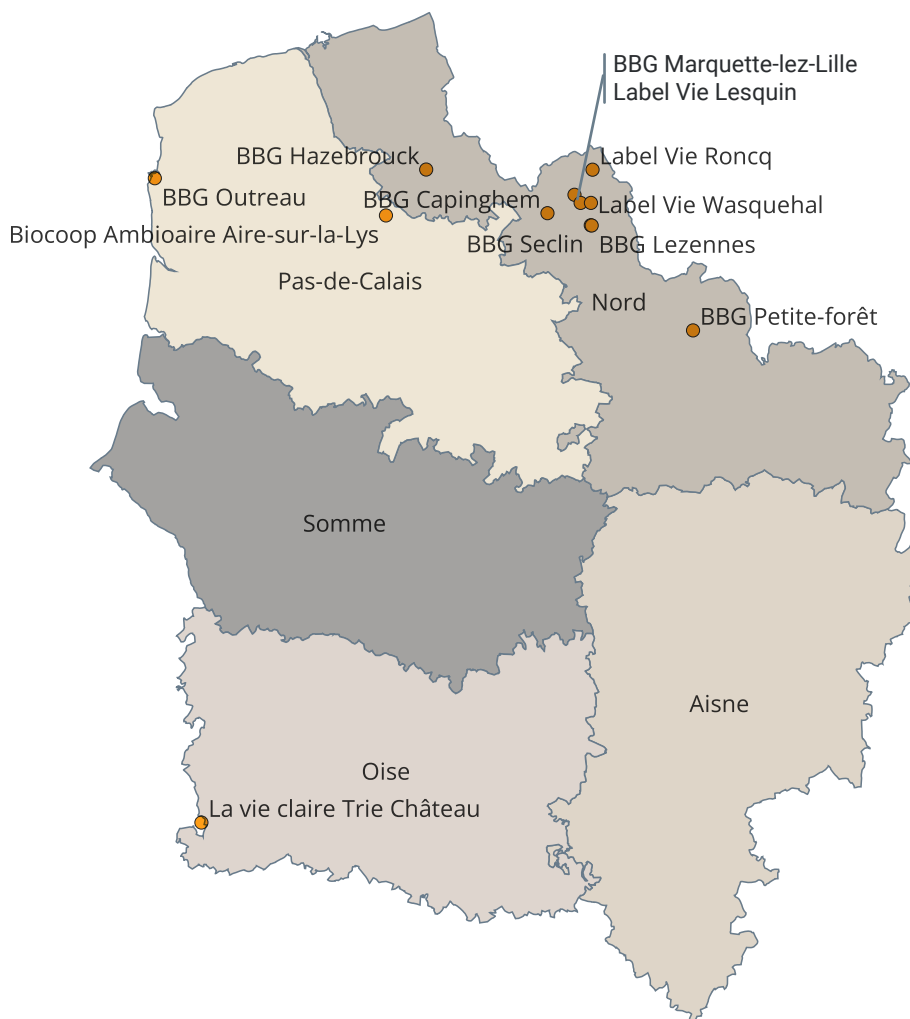 BBG Marquette-lez-Lille
Label Vie Lesquin
BBG Hazebrouck
Label Vie Roncq
BBG Outreau
BBG Capinghem
Label Vie Wasquehal
Biocoop Ambioaire Aire-sur-la-Lys
BBG Seclin
BBG Lezennes
Pas-de-Calais
Nord
BBG Petite-forêt
Somme
Aisne
Oise
La vie claire Trie Château